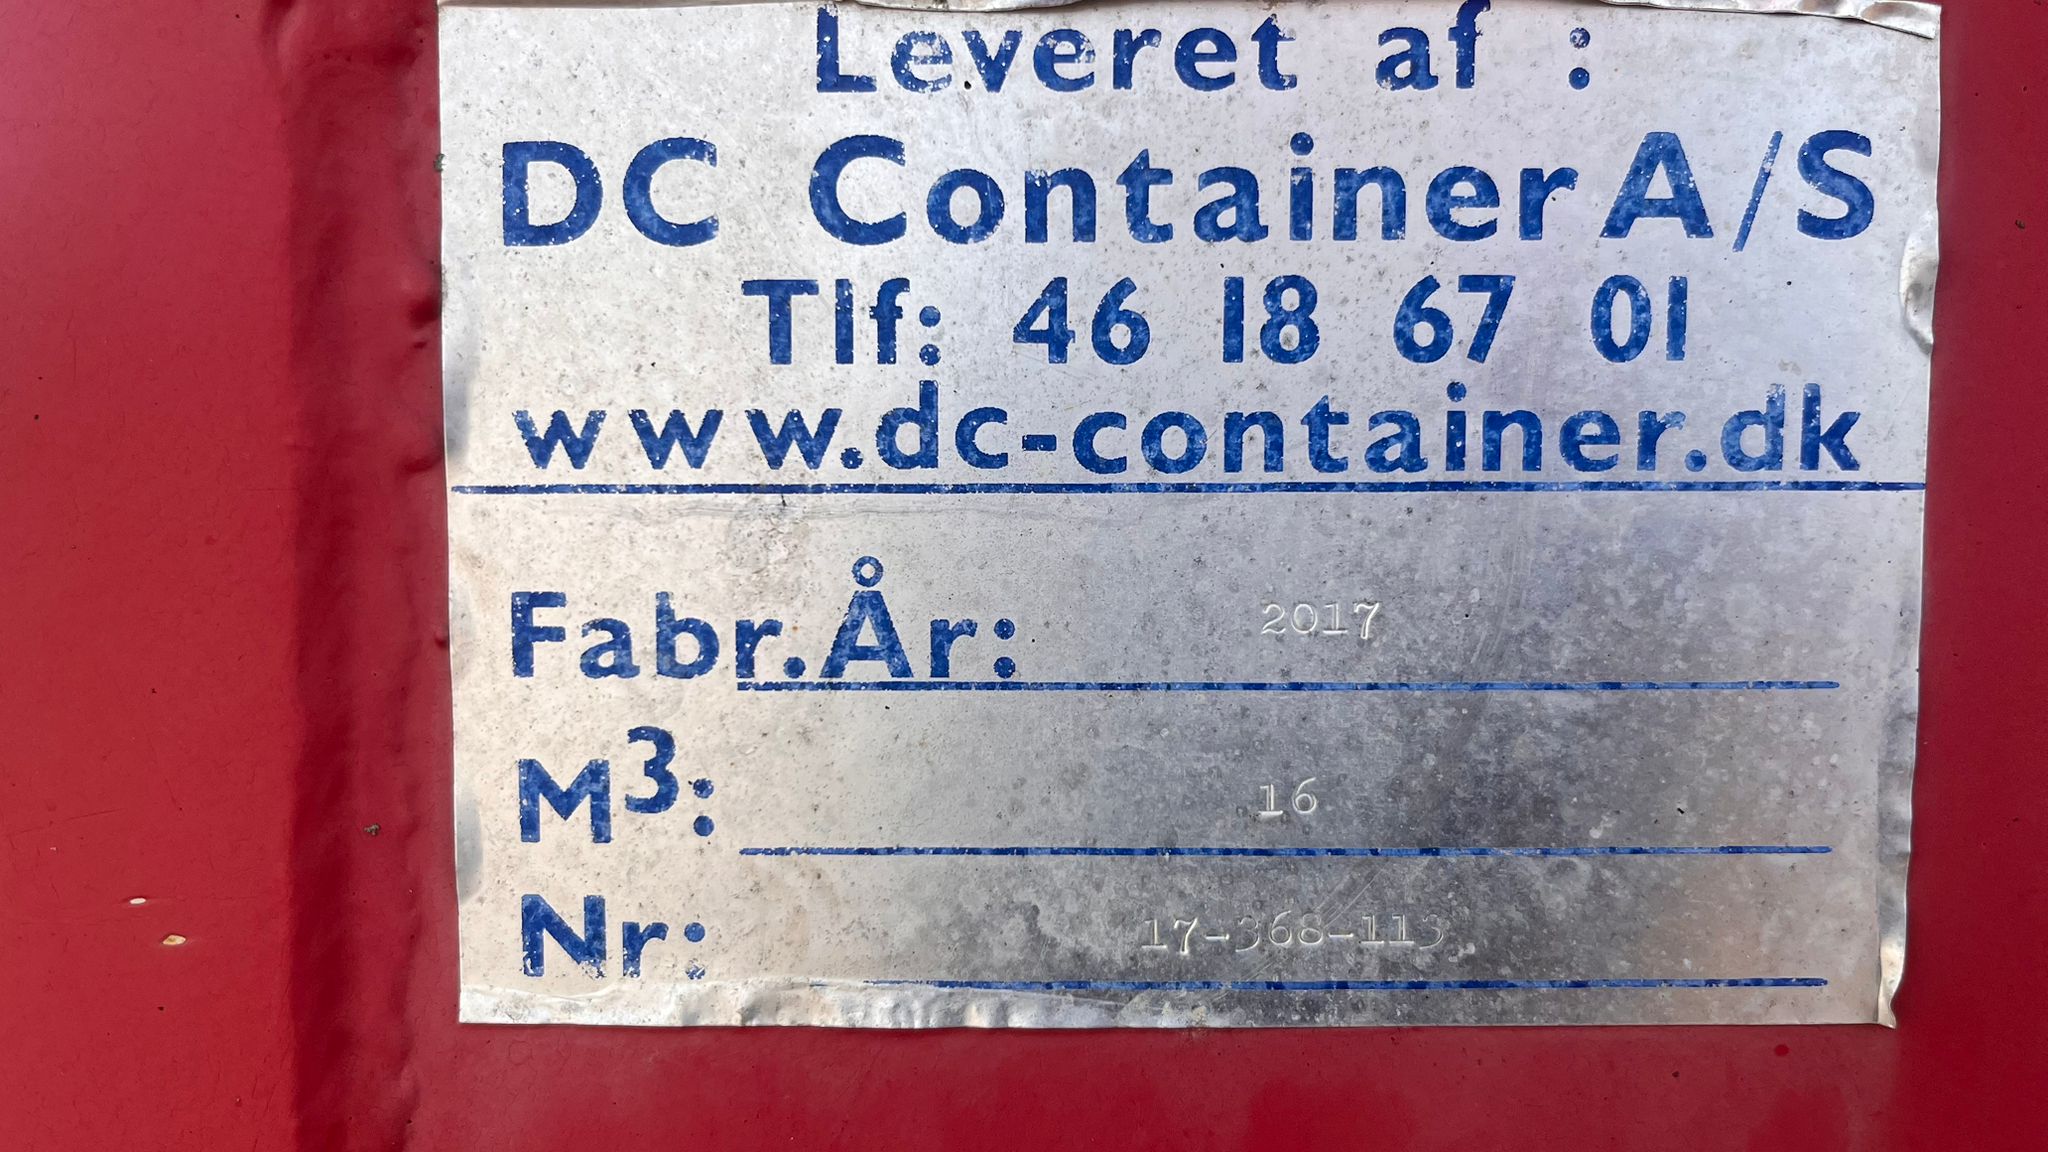 Leveret af :
DC Container A/S
Tlf: 46 18 67 01
www.dc-container.dk
Fabr.År: 2017
M³: 16
Nr: 17-368-113